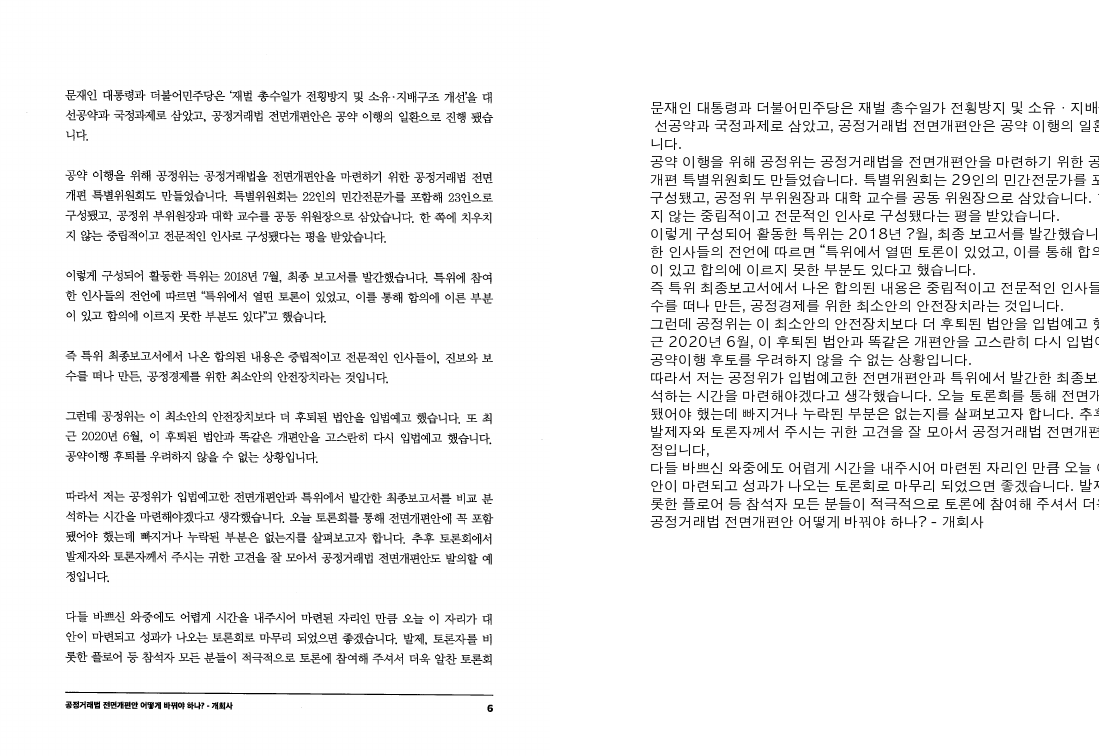 문재인 대통령과 더불어민주당은 '재벌 총수일가 전횡방지 및 소유·지배구조 개선'을 대
선공약과 국정과제로 삼았고, 공정거래법 전면개편안은 공약 이행의 일환으로 진행 됐습
니다.
공약 이행을 위해 공정위는 공정거래법을 전면개편안을 마련하기 위한 공정거래법 전면
개편 특별위원회도 만들었습니다. 특별위원회는 22인의 민간전문가를 포함해 23인으로
구성됐고, 공정위 부위원장과 대학 교수를 공동 위원장으로 삼았습니다. 한 쪽에 치우치
지 않는 중립적이고 전문적인 인사로 구성됐다는 평을 받았습니다.
이렇게 구성되어 활동한 특위는 2018년 7월, 최종 보고서를 발간했습니다. 특위에 참여
한 인사들의 전언에 따르면 "특위에서 열띤 토론이 있었고, 이를 통해 합의에 이른 부분
이 있고 합의에 이르지 못한 부분도 있다"고 했습니다.
즉 특위 최종보고서에서 나온 합의된 내용은 중립적이고 전문적인 인사들이, 진보와 보
수를 떠나 만든, 공정경제를 위한 최소안의 안전장치라는 것입니다.
그런데 공정위는 이 최소안의 안전장치보다 더 후퇴된 법안을 입법예고 했습니다. 또 최
근 2020년 6월, 이 후퇴된 법안과 똑같은 개편안을 고스란히 다시 입법예고 했습니다.
공약이행 후퇴를 우려하지 않을 수 없는 상황입니다.
따라서 저는 공정위가 입법예고한 전면개편안과 특위에서 발간한 최종보고서를 비교 분
석하는 시간을 마련해야겠다고 생각했습니다. 오늘 토론회를 통해 전면개편안에 꼭 포함
됐어야 했는데 빠지거나 누락된 부분은 없는지를 살펴보고자 합니다. 추후 토론회에서
발제자와 토론자께서 주시는 귀한 고견을 잘 모아서 공정거래법 전면개편안도 발의할 예
정입니다.
다들 바쁘신 와중에도 어렵게 시간을 내주시어 마련된 자리인 만큼 오늘 이 자리가 대
안이 마련되고 성과가 나오는 토론회로 마무리 되었으면 좋겠습니다. 발제, 토론자를 비
롯한 플로어 등 참석자 모든 분들이 적극적으로 토론에 참여해 주셔서 더욱 알찬 토론회
공정거래법 전면개편안 어떻게 바꿔야 하나? - 개회사
6
문재인 대통령과 더불어민주당은 재벌 총수일가 전횡방지 및 소유 · 지배
선공약과 국정과제로 삼았고, 공정거래법 전면개편안은 공약 이행의 일환
니다.
공약 이행을 위해 공정위는 공정거래법을 전면개편안을 마련하기 위한 공
개편 특별위원회도 만들었습니다. 특별위원회는 29인의 민간전문가를 포
구성됐고, 공정위 부위원장과 대학 교수를 공동 위원장으로 삼았습니다.
지 않는 중립적이고 전문적인 인사로 구성됐다는 평을 받았습니다.
이렇게 구성되어 활동한 특위는 2018년 ?월, 최종 보고서를 발간했습니
한 인사들의 전언에 따르면 "특위에서 열띤 토론이 있었고, 이를 통해 합의
이 있고 합의에 이르지 못한 부분도 있다고 했습니다.
즉 특위 최종보고서에서 나온 합의된 내용은 중립적이고 전문적인 인사들
수를 떠나 만든, 공정경제를 위한 최소안의 안전장치라는 것입니다.
그런데 공정위는 이 최소안의 안전장치보다 더 후퇴된 법안을 입법예고 했
근 2020년 6월, 이 후퇴된 법안과 똑같은 개편안을 고스란히 다시 입법예
공약이행 후토를 우려하지 않을 수 없는 상황입니다.
따라서 저는 공정위가 입법예고한 전면개편안과 특위에서 발간한 최종보
석하는 시간을 마련해야겠다고 생각했습니다. 오늘 토론희를 통해 전면개
됐어야 했는데 빠지거나 누락된 부분은 없는지를 살펴보고자 합니다. 추후
발제자와 토론자께서 주시는 귀한 고견을 잘 모아서 공정거래법 전면개편
정입니다,
다들 바쁘신 와중에도 어렵게 시간을 내주시어 마련된 자리인 만큼 오늘
안이 마련되고 성과가 나오는 토론회로 마무리 되었으면 좋겠습니다. 발제
롯한 플로어 등 참석자 모든 분들이 적극적으로 토론에 참여해 주셔서 더욱
공정거래법 전면개편안 어떻게 바꿔야 하나? - 개회사